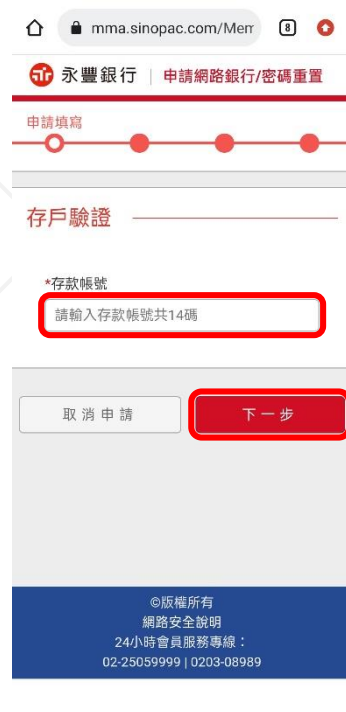 mma.sinopac.com/Mem
8
永豐銀行 | 申請網路銀行/密碼重置
申請填寫
存戶驗證
*存款帳號
請輸入存款帳號共14碼
取消申請
下一步
©版權所有
網路安全說明
24小時會員服務專線：
02-25059999 | 0203-08989